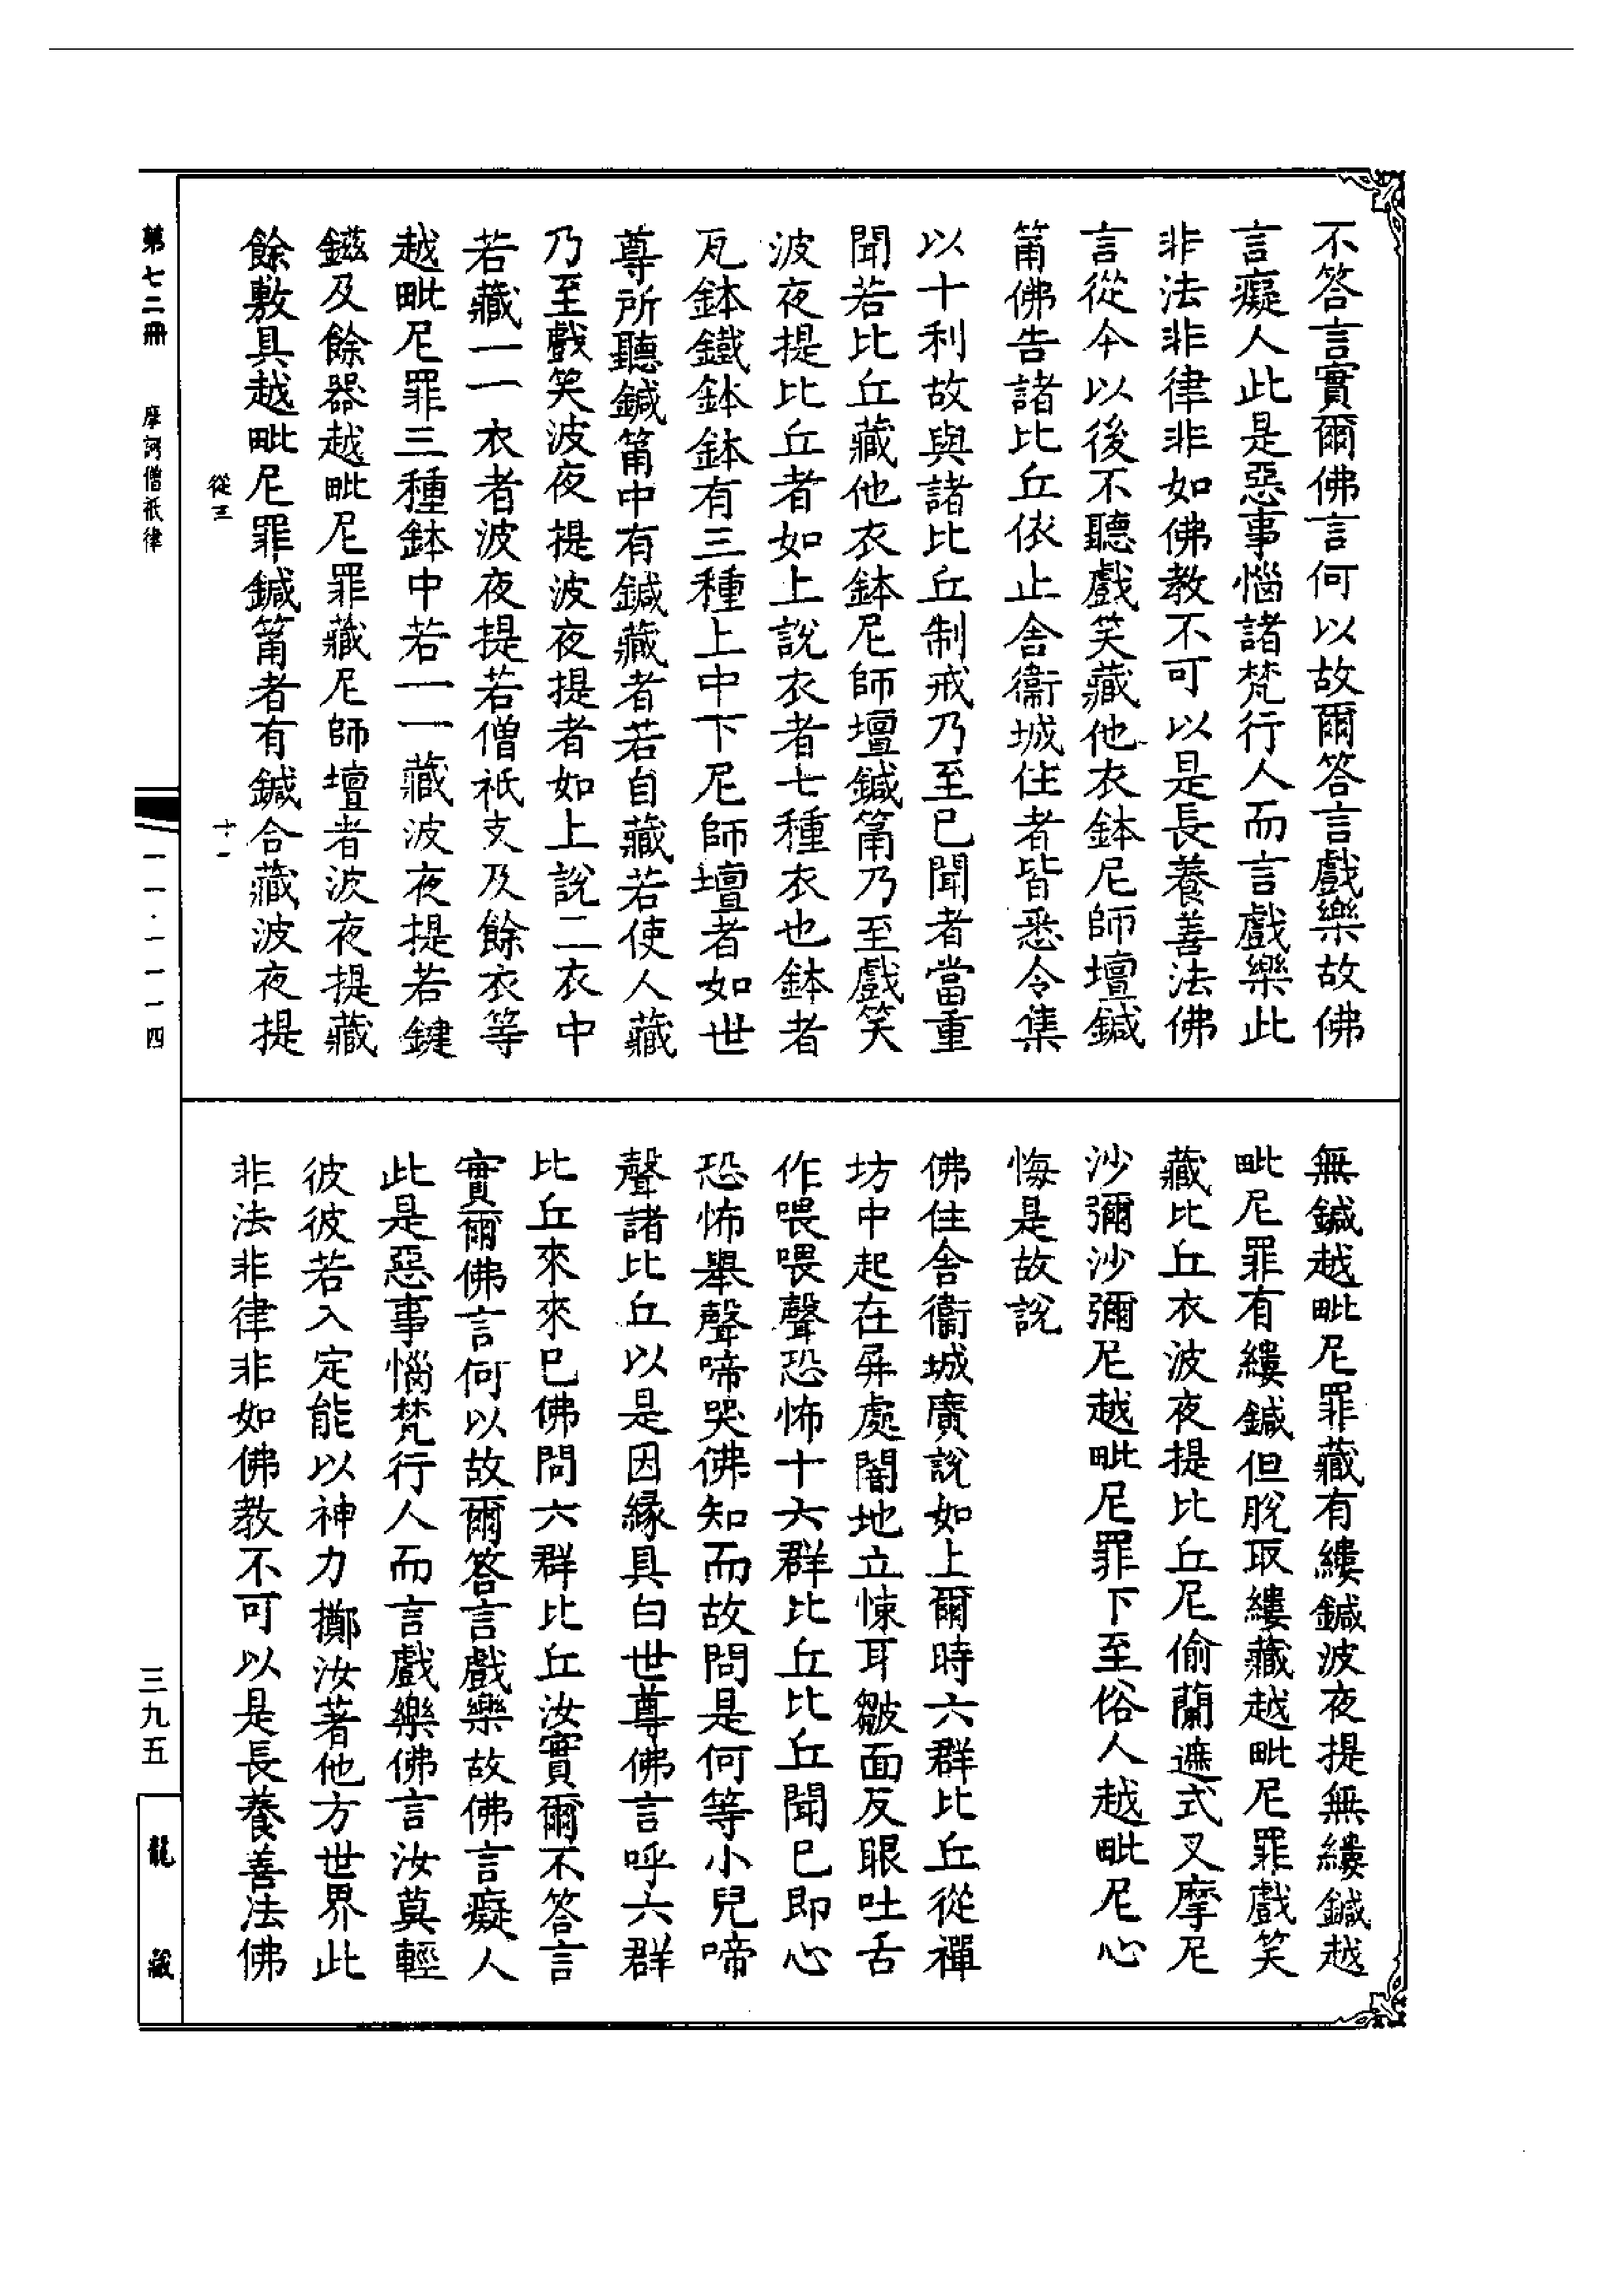 不答言實爾佛言何以故爾答言戲樂故佛
言癡人此是惡事惱諸梵行人而言戲樂此
非法非律非如佛教不可以是長養善法佛
言從今以後不聽戲笑藏他衣鉢尼師壇鍼
筩佛告諸比丘依止舍衞城住者皆悉令集
以十利故與諸比丘制戒乃至已聞者當重
聞若比丘藏他衣鉢尼師壇鍼筩乃至戲笑
波夜提比丘者如上說衣者七種衣也鉢者
瓦鉢鐵鉢鉢有三種上中下尼師壇者如世
尊所聽鍼筩中有鍼藏者若自藏若使人藏
乃至戲笑波夜提波夜提者如上說二衣中
若藏一一衣者波夜提若僧祇支及餘衣等
越毗尼罪三種鉢中若一一藏波夜提若鍵
鎡及餘器越毗尼罪藏尼師壇者波夜提藏
餘敷具越毗尼罪鍼筩者有鍼合藏波夜提
從三 十一
無鍼越毗尼罪藏有縷鍼波夜提無縷鍼越
毗尼罪有縷鍼但脫取縷藏越毗尼罪戲笑
藏比丘衣波夜提比丘尼偷蘭遮式叉摩尼
沙彌沙彌尼越毗尼罪下至俗人越毗尼心
悔是故說
佛住舍衞城廣說如上爾時六群比丘從禪
坊中起在屏處闇地立悚耳皺面反眼吐舌
作喂喂聲恐怖十六群比丘比丘聞已即心
恐怖舉聲啼哭佛知而故問是何等小兒啼
聲諸比丘以是因緣具白世尊佛言呼六群
比丘來來已佛問六群比丘汝實爾不答言
實爾佛言何以故爾答言戲樂故佛言癡人
此是惡事惱梵行人而言戲樂佛言汝莫輕
彼彼若入定能以神力擲汝著他方世界此
非法非律非如佛教不可以是長養善法佛
第七二冊 摩訶僧祇律
一一·一一一四
三九五
龍藏